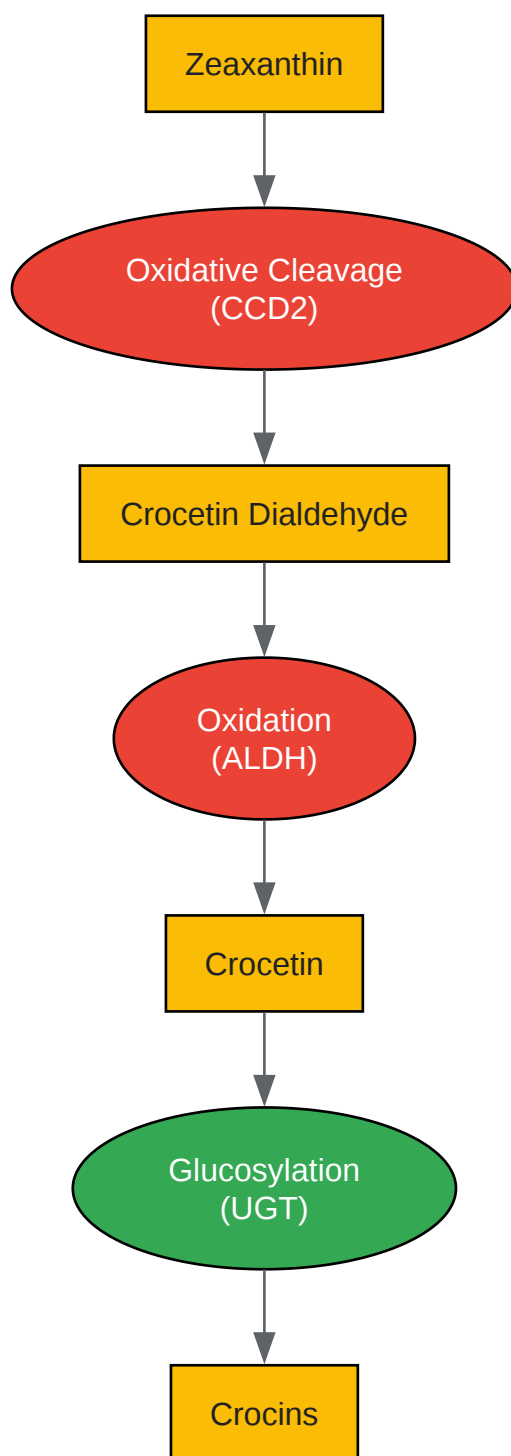 Zeaxanthin
Oxidative Cleavage
(CCD2)
Crocetin Dialdehyde
Oxidation
(ALDH)
Crocetin
Glucosylation
(UGT)
Crocins